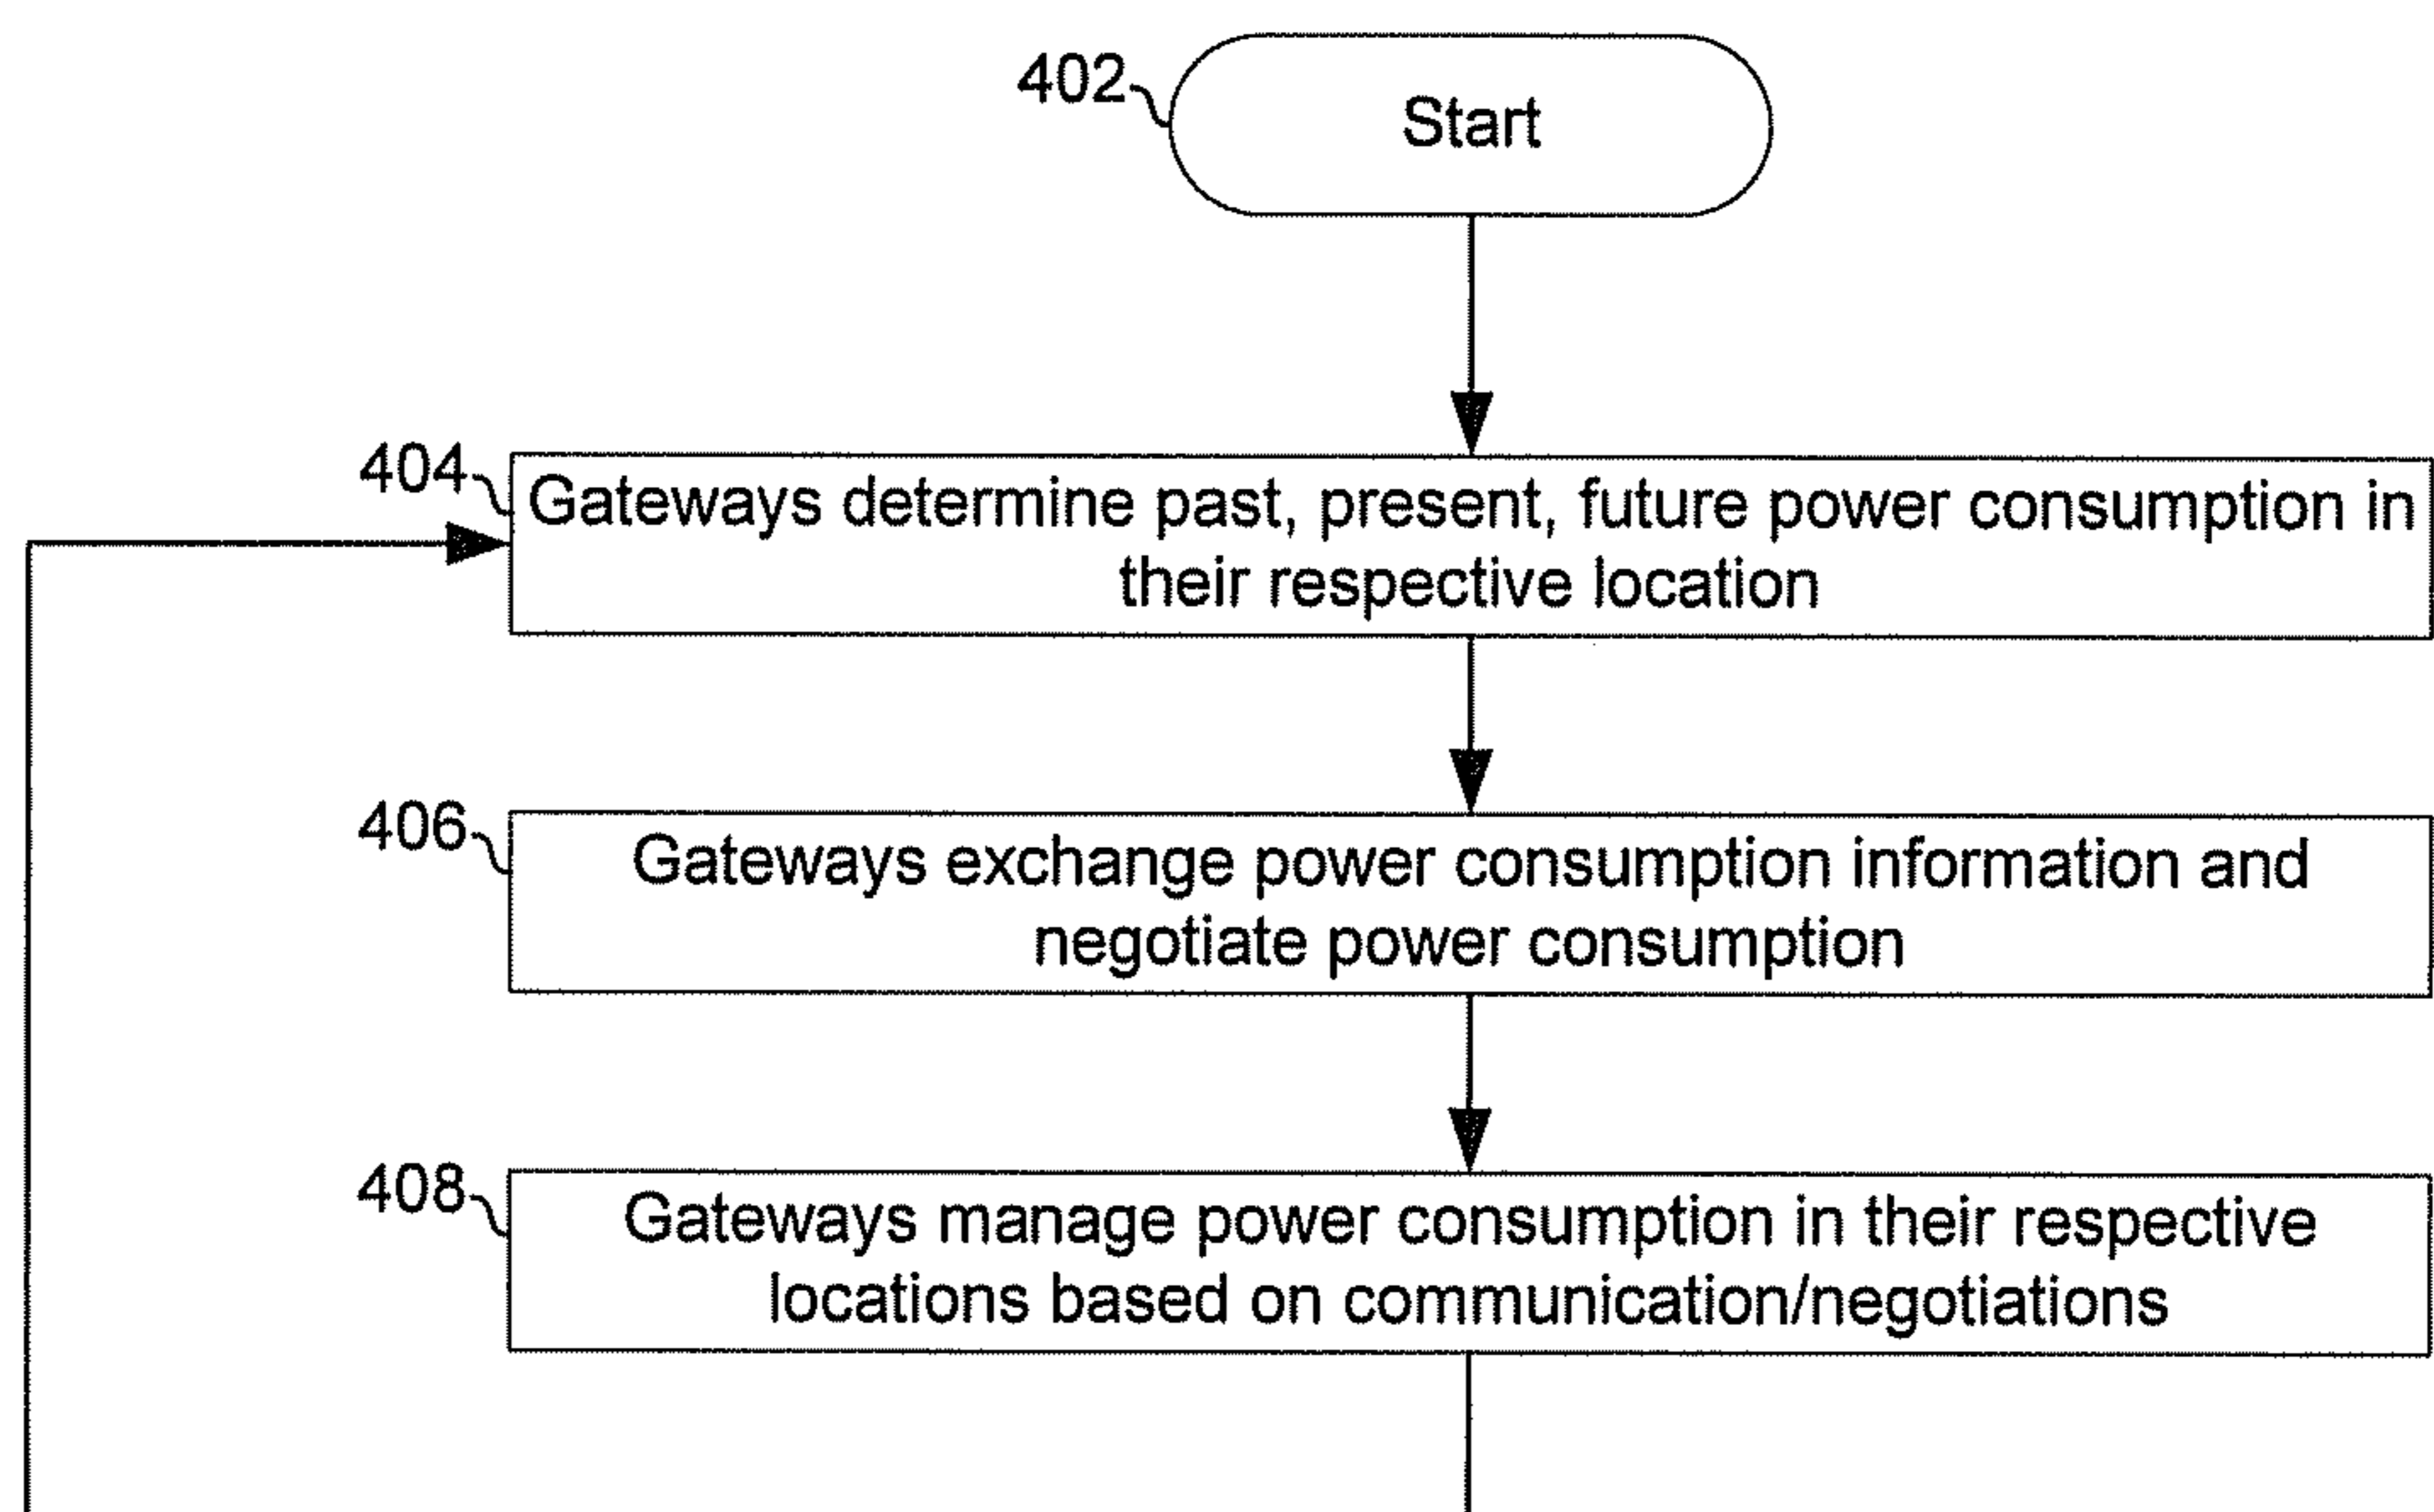 402
Start
404
Gateways determine past, present, future power consumption in
their respective location
406
Gateways exchange power consumption information and
negotiate power consumption
408
Gateways manage power consumption in their respective
locations based on communication/negotiations